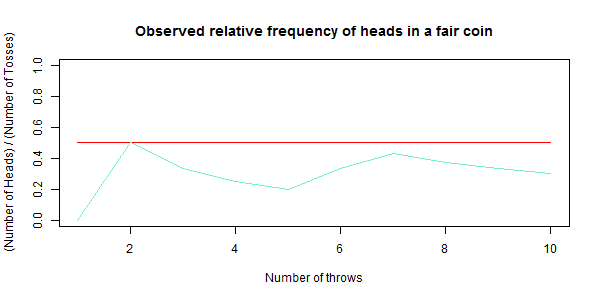 Observed relative frequency of heads in a fair coin
(Number of Heads) / (Number of Tosses)
1.0
0.8
0.6
0.4
0.2
0.0
2 4 6 8 10
Number of throws